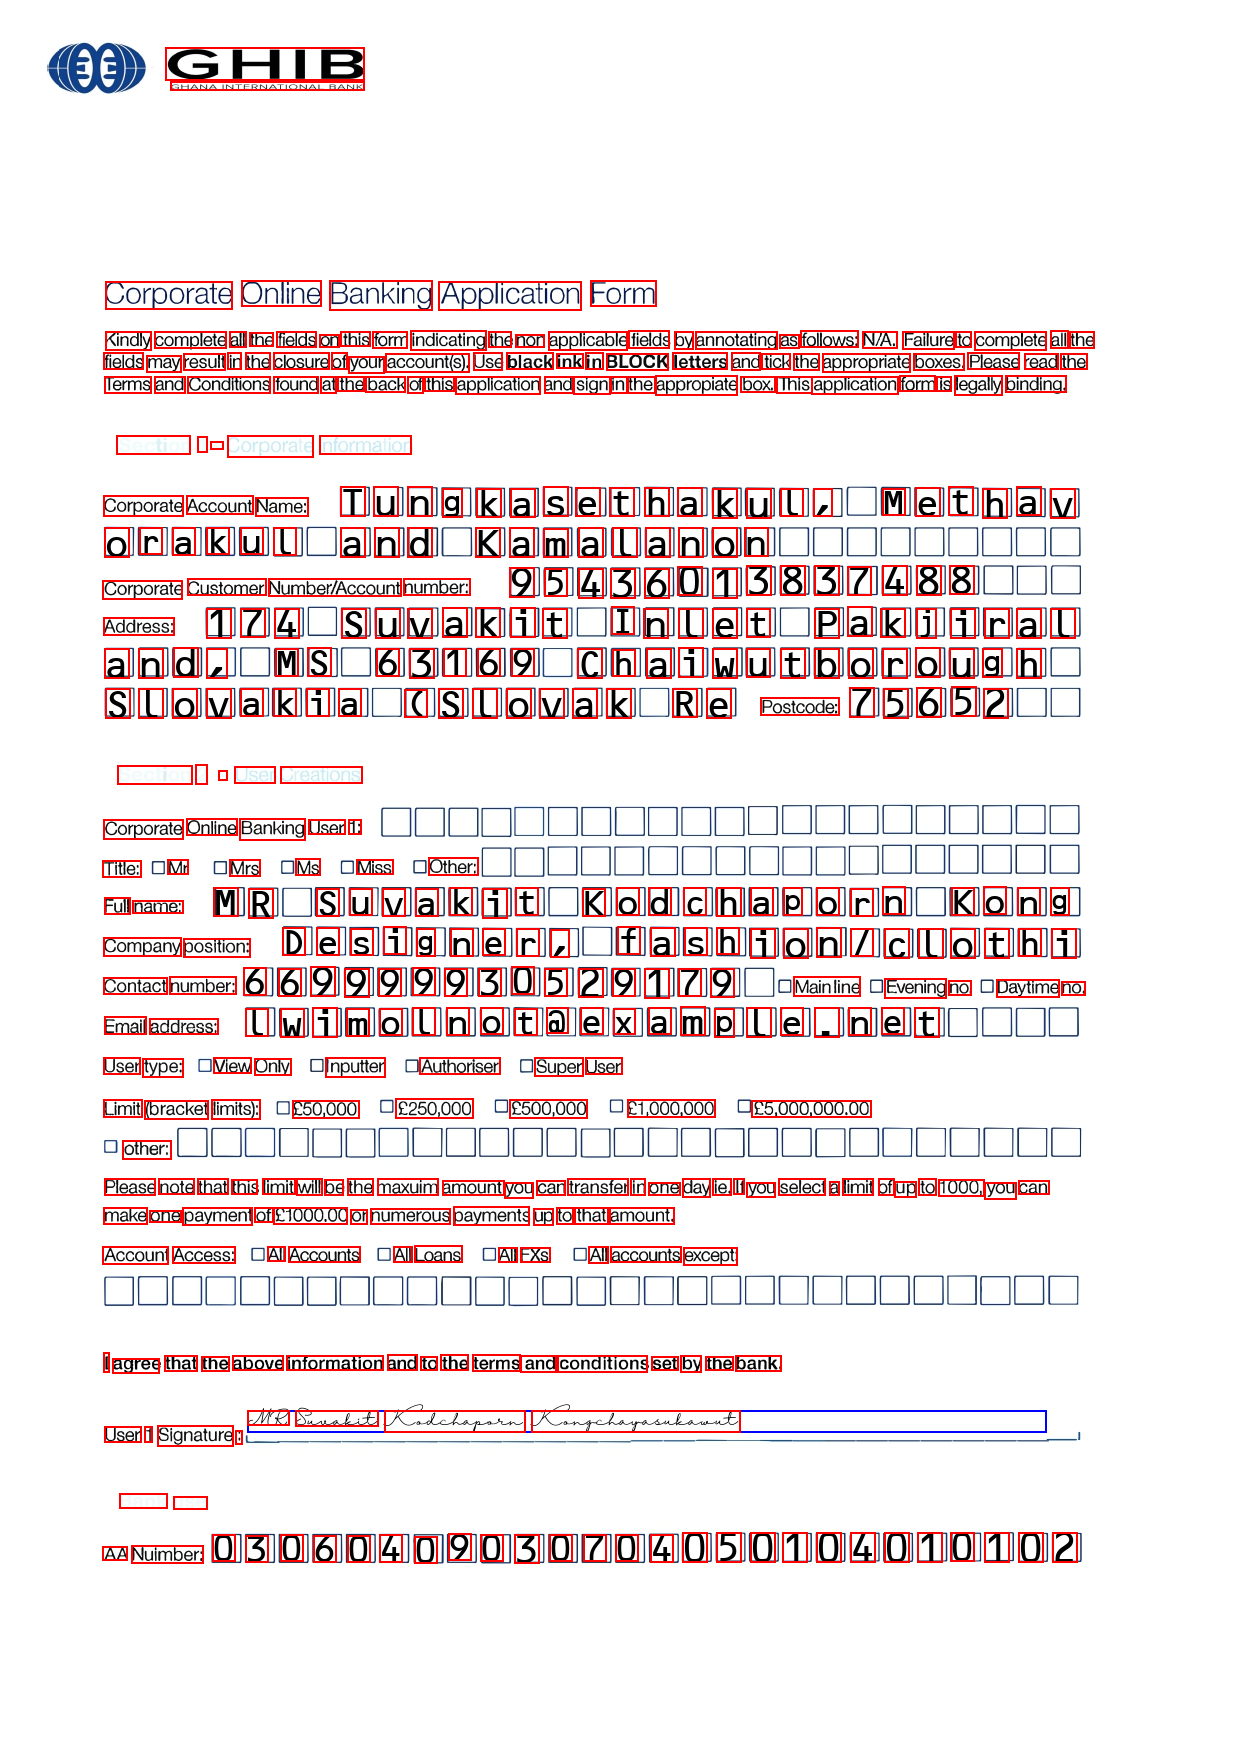 GHIB
GHANA INTERNATIONAL BANK
Corporate Online Banking Application Form
Kindly complete all the fields on this form indicating the non applicable fields by annotating as follows: N/A. Failure to complete all the
fields may result in the closure of your account(s). Use black ink in BLOCK letters and tick the appropriate boxes. Please read the
Terms and Conditions found at the back of this application and sign in the appropiate box. This application form is legally binding.
Corporate Information
Corporate Account Name: Tungkasethakul, Methav
orakul and Kamalanon
Corporate Customer Number/Account number: 95436013837488
Address: 174 Suvakit Inlet Pakjiral
and, MS 63169 Chaiwutborough
Slovakia (Slovak Re Postcode: 75652
Section User Creations
Corporate Online Banking User 1:
Title: Mr Mrs Ms Miss Other:
Full name: MR Suvakit Kodchaporn Kong
Company position: Designer, fashion/clothi
Contact number: 669999930529179 Main line Evening no Daytime no.
Email address: lwimolnot@example.net
User type: View Only Inputter Authoriser Super User
Limit (bracket limits): £50,000 £250,000 £500,000 £1,000,000 £5,000,000.00
other:
Please note that this limit will be the maxuim amount you can transfer in one day ie. If you select a limit of up to 1000, you can
make one payment of £1000.00 or numerous payments up to that amount.
Account Access: All Accounts All Loans All FXs All accounts except
I agree that the above information and to the terms and conditions set by the bank.
User 1 Signature : MR Suvakit Kodchaporn Kongchayasukawut
AA Nuimber: 03060409030704050104010102